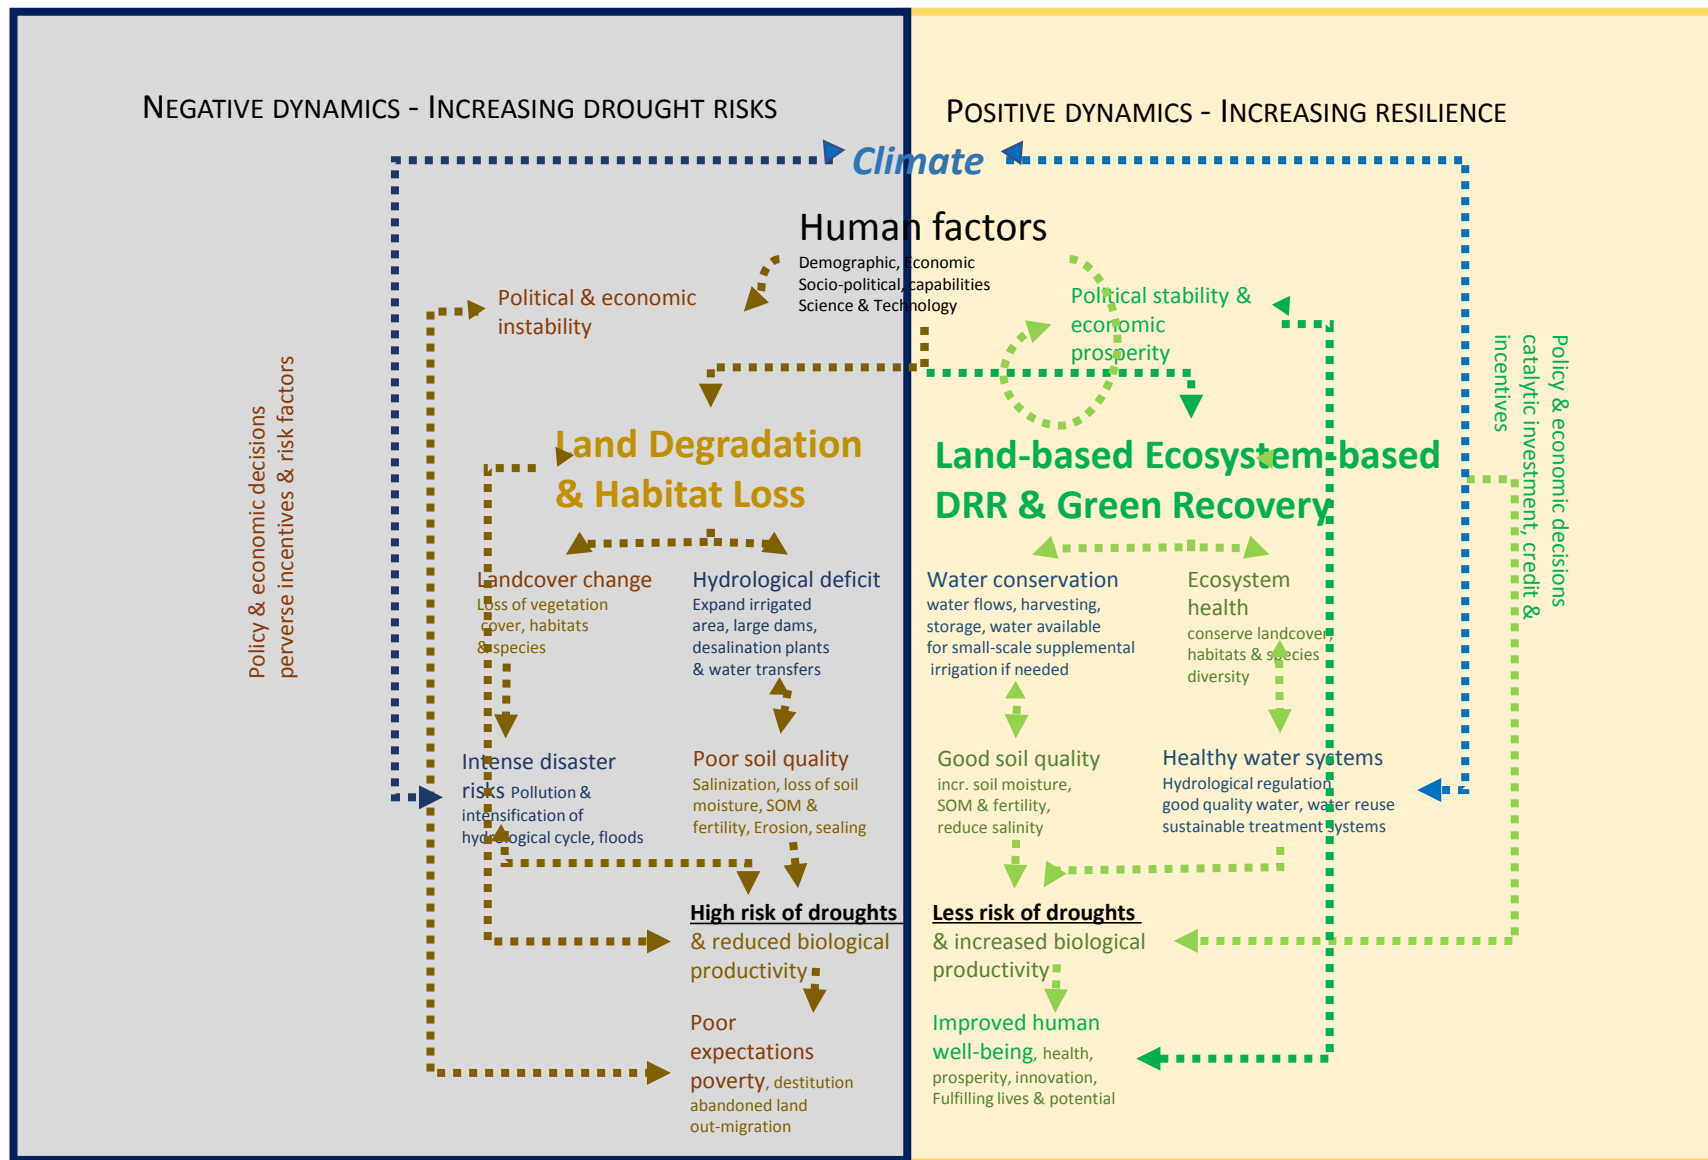 NEGATIVE DYNAMICS - INCREASING DROUGHT RISKS
POSITIVE DYNAMICS - INCREASING RESILIENCE
Climate
Human factors
Demographic, Economic
Socio-political, capabilities
Science & Technology
Political & economic
instability
Political stability &
economic
prosperity
Policy & economic decisions
perverse incentives & risk factors
Policy & economic decisions
catalytic investment, credit &
incentives
Land Degradation
& Habitat Loss
Land-based Ecosystem-based
DRR & Green Recovery
Landcover change
Loss of vegetation
cover, habitats
& species
Hydrological deficit
Expand irrigated
area, large dams,
desalination plants
& water transfers
Water conservation
water flows, harvesting,
storage, water available
for small-scale supplemental
irrigation if needed
Ecosystem
health
conserve landcover,
habitats & species
diversity
Intense disaster
risks Pollution &
intensification of
hydrological cycle, floods
Poor soil quality
Salinization, loss of soil
moisture, SOM &
fertility, Erosion, sealing
Good soil quality
incr. soil moisture,
SOM & fertility,
reduce salinity
Healthy water systems
Hydrological regulation
good quality water, water reuse
sustainable treatment systems
High risk of droughts
& reduced biological
productivity
Less risk of droughts
& increased biological
productivity
Poor
expectations
poverty, destitution
abandoned land
out-migration
Improved human
well-being, health,
prosperity, innovation,
Fulfilling lives & potential